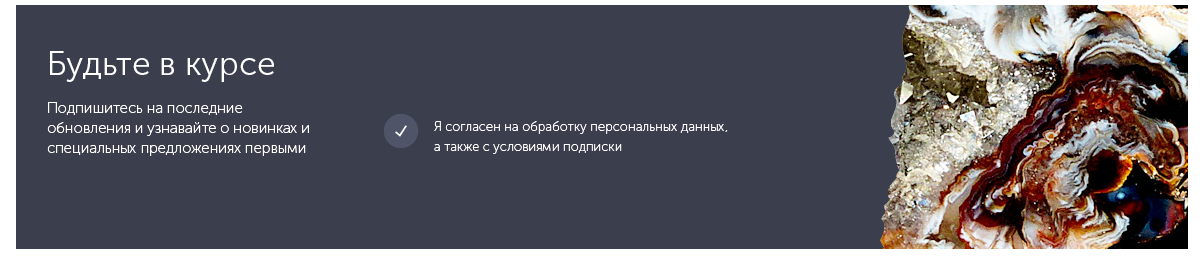 Будьте в курсе
Подпишитесь на последние
обновления и узнавайте о новинках и
специальных предложениях первыми
Я согласен на обработку персональных данных,
а также с условиями подписки